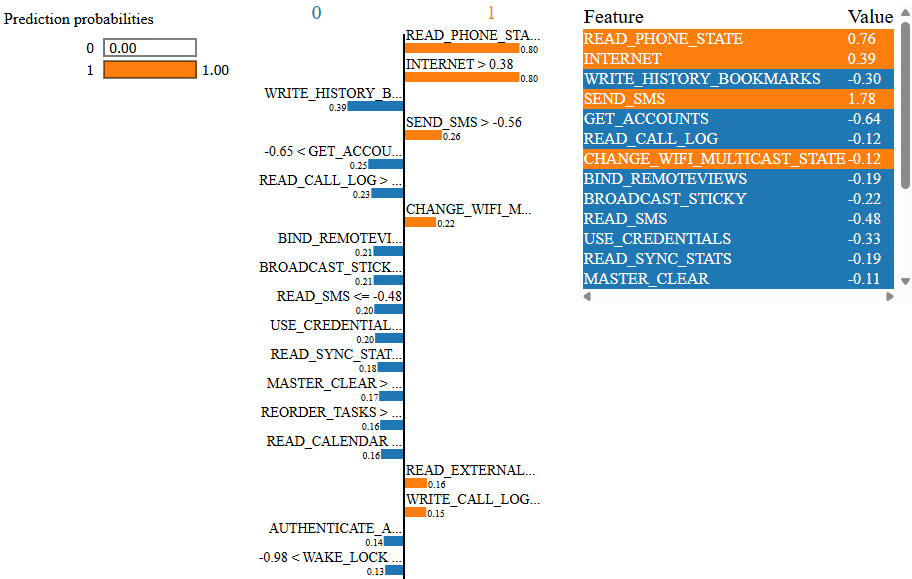 Prediction probabilities
0 0.00
1 1.00
0 1
READ_PHONE_STA...
0.80
INTERNET > 0.38
0.80
WRITE_HISTORY_B...
0.39
SEND_SMS > -0.56
0.26
-0.65 < GET_ACCOU...
0.25
READ_CALL_LOG > ...
0.23
CHANGE_WIFI_M...
0.22
BIND_REMOTEVI...
0.21
BROADCAST_STICK...
0.21
READ_SMS <= -0.48
0.20
USE_CREDENTIAL...
0.20
READ_SYNC_STAT...
0.18
MASTER_CLEAR > ...
0.17
REORDER_TASKS > ...
0.16
READ_CALENDAR ...
0.16
READ_EXTERNAL...
0.16
WRITE_CALL_LOG...
0.15
AUTHENTICATE_A...
0.14
-0.98 < WAKE_LOCK ...
0.13
Feature Value
READ_PHONE_STATE 0.76
INTERNET 0.39
WRITE_HISTORY_BOOKMARKS -0.30
SEND_SMS 1.78
GET_ACCOUNTS -0.64
READ_CALL_LOG -0.12
CHANGE_WIFI_MULTICAST_STATE -0.12
BIND_REMOTEVIEWS -0.19
BROADCAST_STICKY -0.22
READ_SMS -0.48
USE_CREDENTIALS -0.33
READ_SYNC_STATS -0.19
MASTER_CLEAR -0.11